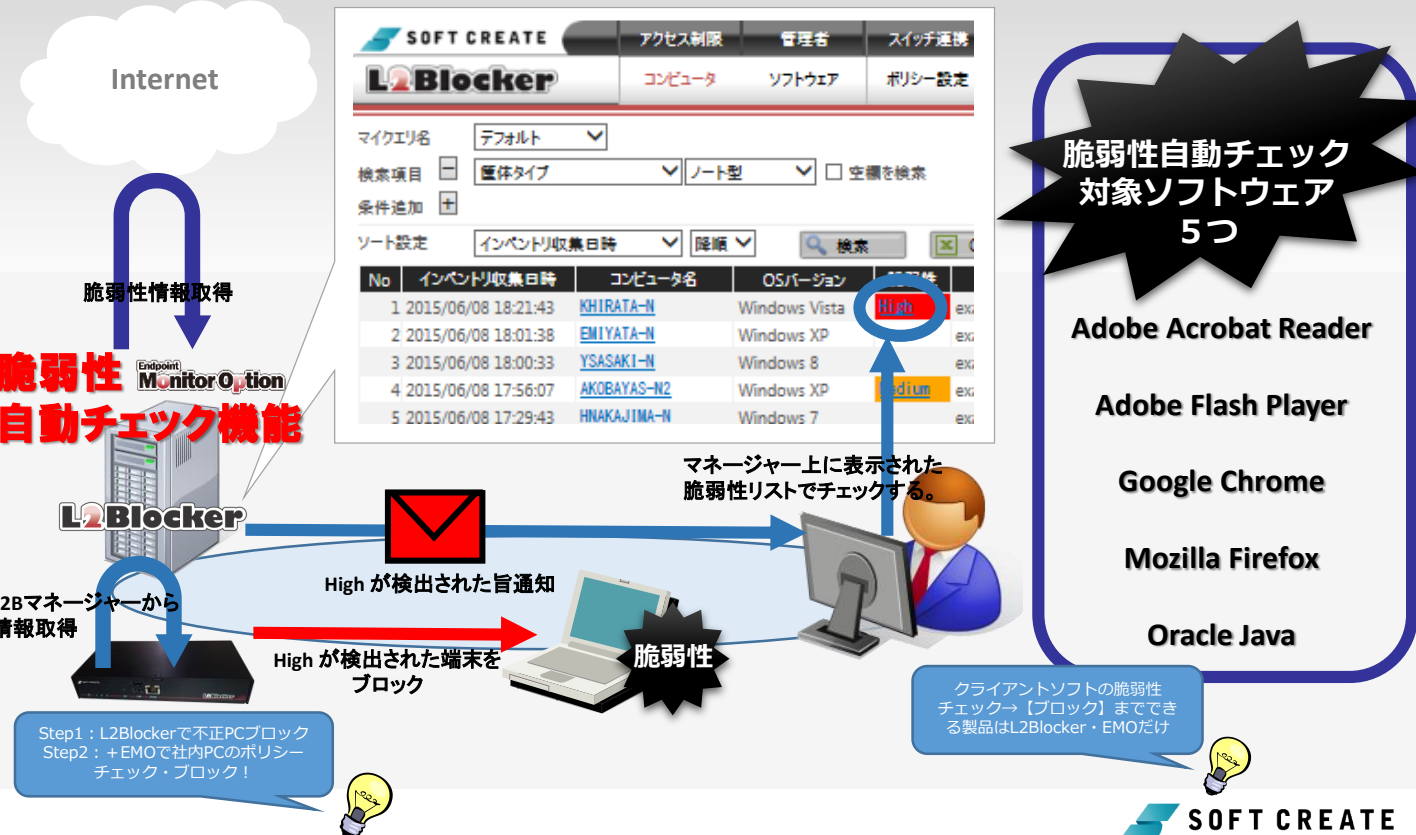 Internet
脆弱性情報取得
脆弱性 Endpoint Monitor Option
自動チェック機能
L2Blocker
2Bマネージャーから
情報取得
L2Blocker
Step1：L2Blockerで不正PCブロック
Step2：＋EMOで社内PCのポリシー
チェック・ブロック！
SOFT CREATE
アクセス制限 管理者 スイッチ連携
L2Blocker
コンピュータ ソフトウェア ポリシー設定
マイクエリ名 デフォルト
検索項目 筐体タイプ ノート型 空欄を検索
条件追加
ソート設定 インベントリ収集日時 降順 検索
No インベントリ収集日時 コンピュータ名 OSバージョン 脆弱性
1 2015/06/08 18:21:43 KHIRATA-N Windows Vista High
2 2015/06/08 18:01:38 EMIYATA-N Windows XP
3 2015/06/08 18:00:33 YSASAKI-N Windows 8
4 2015/06/08 17:56:07 AKOBAYAS-N2 Windows XP Medium
5 2015/06/08 17:29:43 HNAKAJIMA-N Windows 7
マネージャー上に表示された
脆弱性リストでチェックする。
High が検出された旨通知
High が検出された端末を
ブロック
脆弱性
脆弱性自動チェック
対象ソフトウェア
５つ
Adobe Acrobat Reader
Adobe Flash Player
Google Chrome
Mozilla Firefox
Oracle Java
クライアントソフトの脆弱性
チェック→【ブロック】まででき
る製品はL2Blocker・EMOだけ
SOFT CREATE